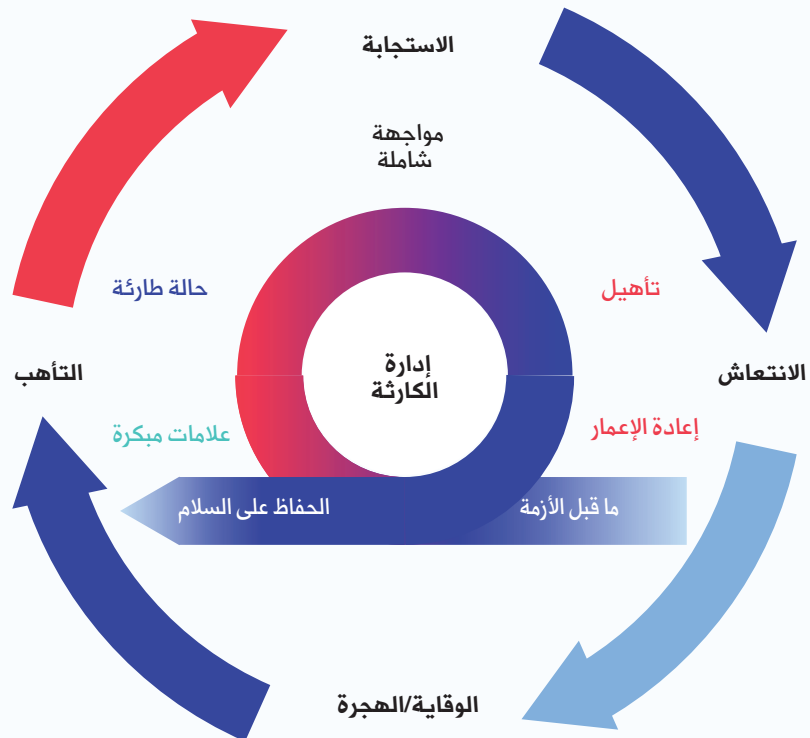 الاستجابة
مواجهة
شاملة
تأهيل
حالة طارئة
إدارة
الكارثة
الانتعاش
التأهب
إعادة الإعمار
علامات مبكرة
ما قبل الأزمة
الحفاظ على السلام
الوقاية/الهجرة